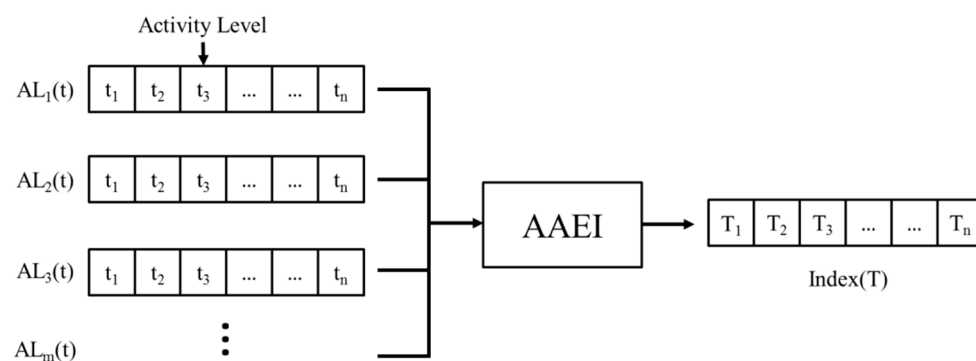 Activity Level
AL₁(t) t₁ t₂ t₃ ... ... tₙ
AL₂(t) t₁ t₂ t₃ ... ... tₙ
AAEI
T₁ T₂ T₃ ... ... Tₙ
AL₃(t) t₁ t₂ t₃ ... ... tₙ
Index(T)
ALₘ(t)